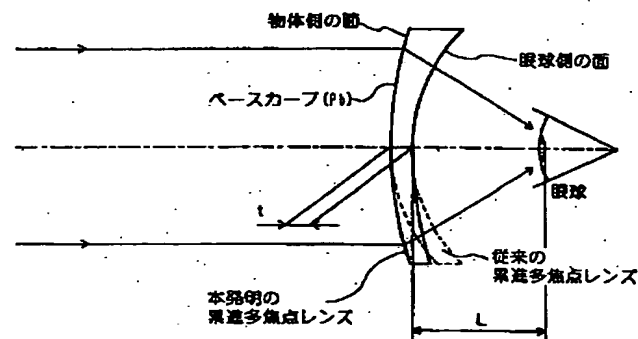 物体側の面
眼球側の面
ベースカーブ(Pb)
眼球
t
従来の
累進多焦点レンズ
本発明の
累進多焦点レンズ
L